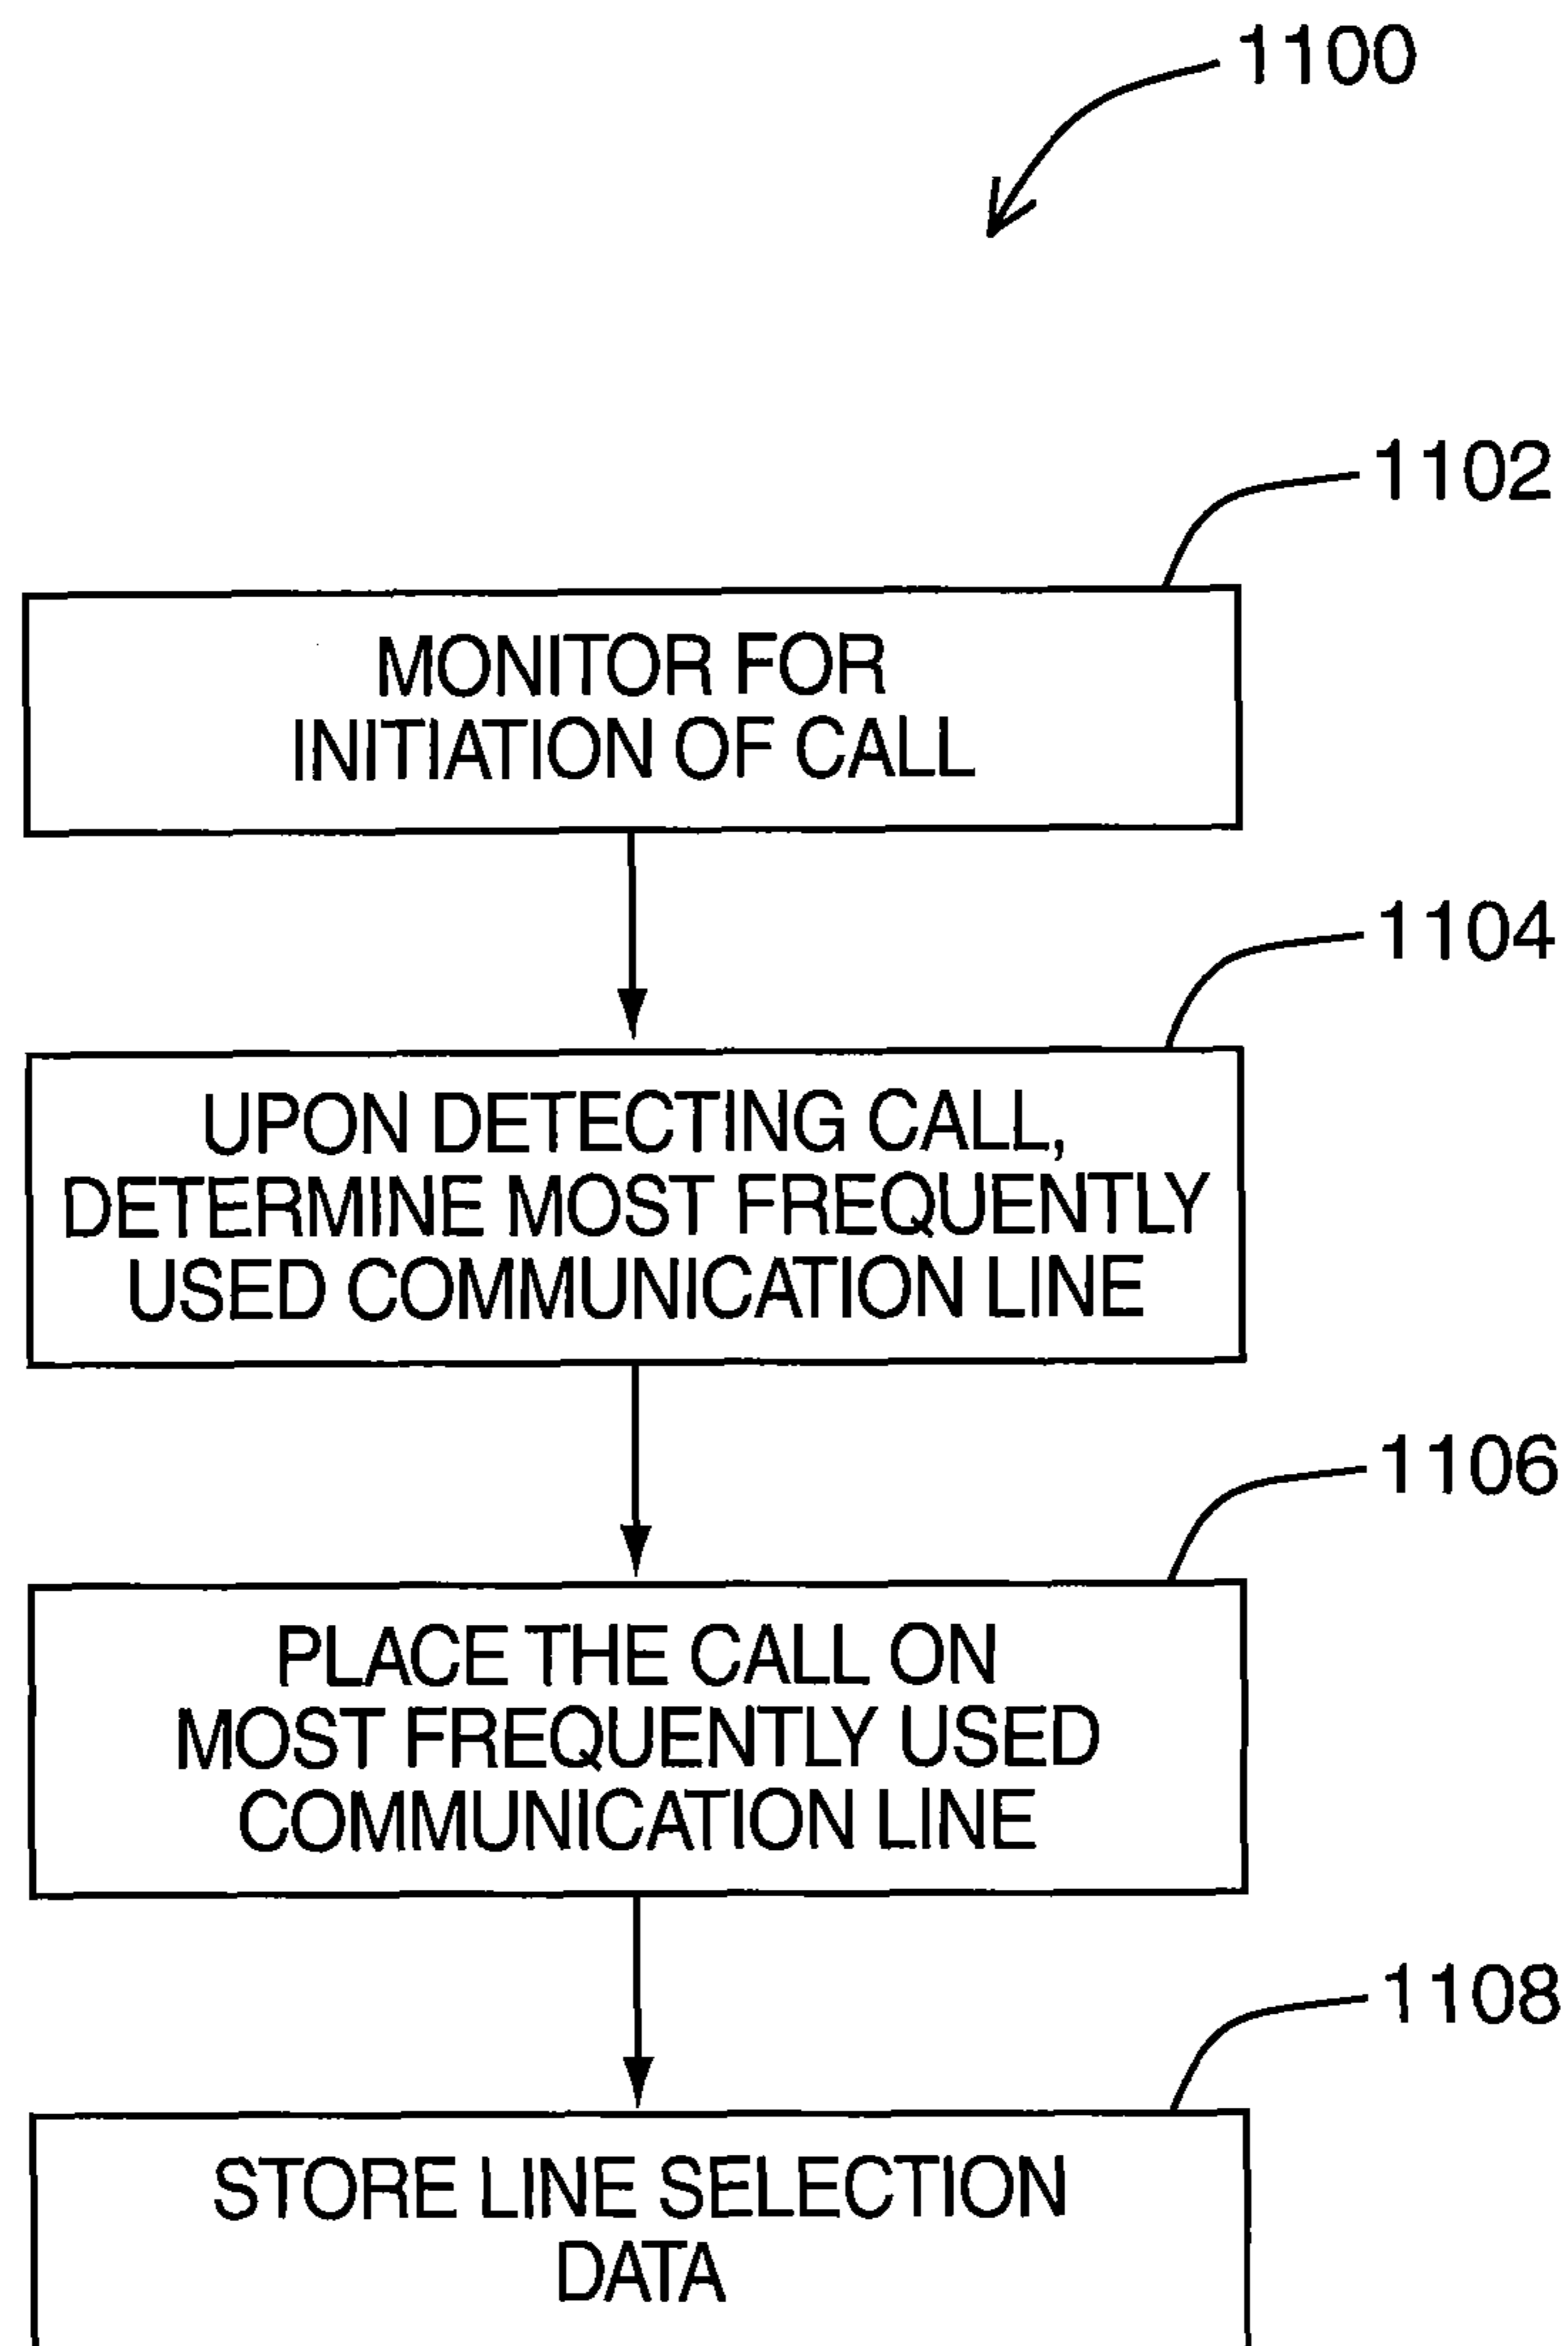 1100
1102
MONITOR FOR
INITIATION OF CALL
1104
UPON DETECTING CALL,
DETERMINE MOST FREQUENTLY
USED COMMUNICATION LINE
1106
PLACE THE CALL ON
MOST FREQUENTLY USED
COMMUNICATION LINE
1108
STORE LINE SELECTION
DATA